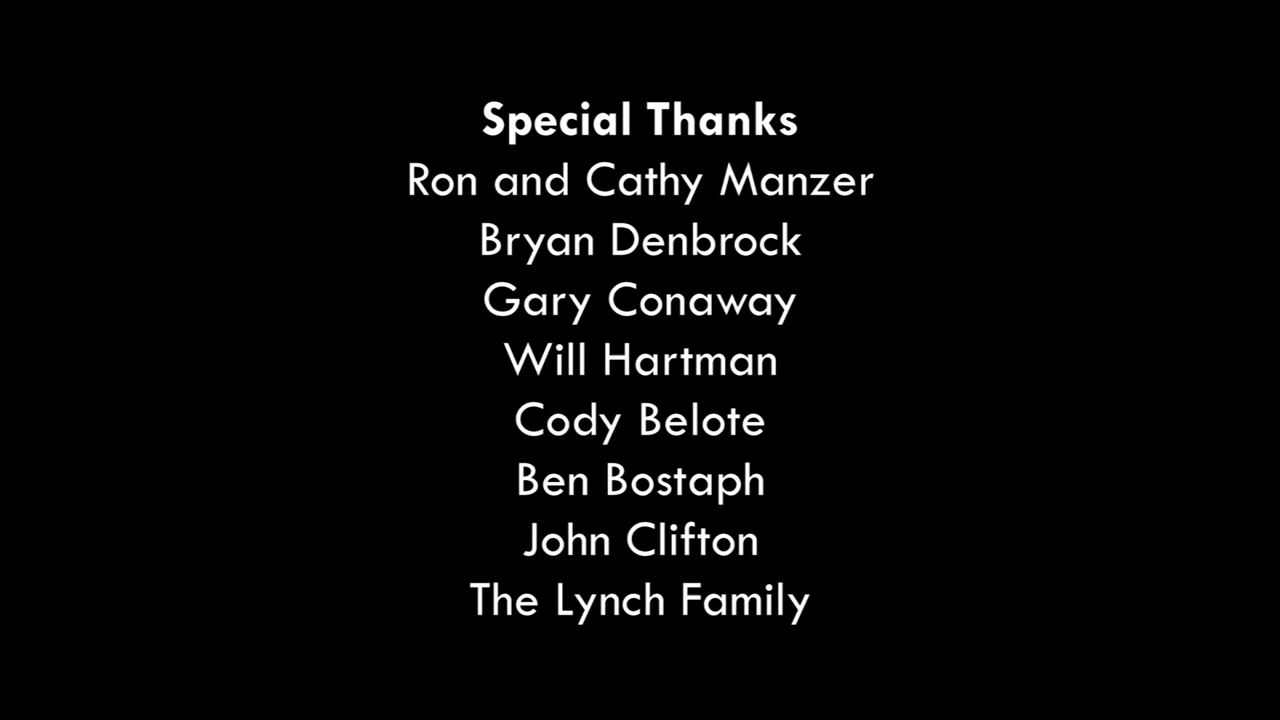 Special Thanks
Ron and Cathy Manzer
Bryan Denbrock
Gary Conaway
Will Hartman
Cody Belote
Ben Bostaph
John Clifton
The Lynch Family